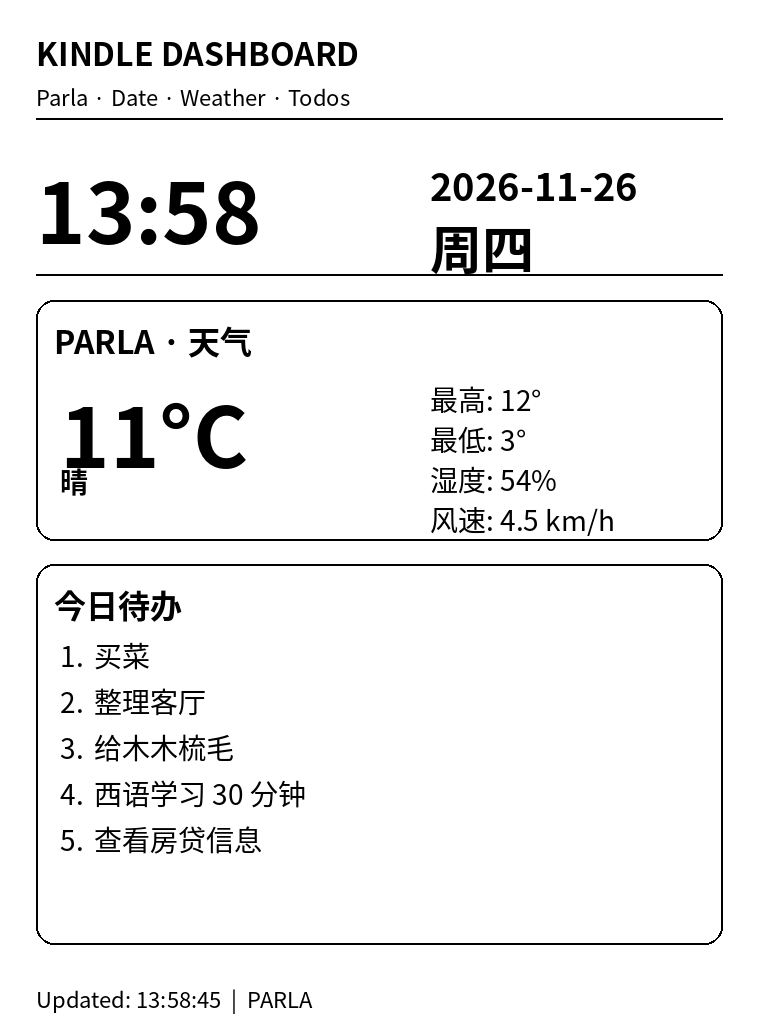 KINDLE DASHBOARD
Parla · Date · Weather · Todos
13:58
2026-11-26
周四
PARLA · 天气
11°C
晴
最高: 12°
最低: 3°
湿度: 54%
风速: 4.5 km/h
今日待办
1. 买菜
2. 整理客厅
3. 给木木梳毛
4. 西语学习 30 分钟
5. 查看房贷信息
Updated: 13:58:45 | PARLA